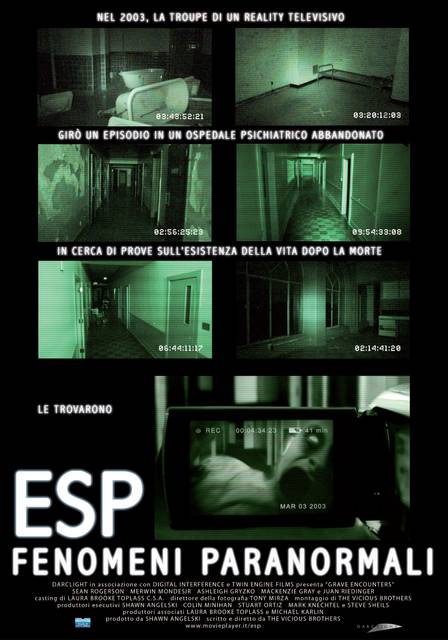 NEL 2003, LA TROUPE DI UN REALITY TELEVISIVO
03:48:52:21
03:20:12:03
GIRÒ UN EPISODIO IN UN OSPEDALE PSICHIATRICO ABBANDONATO
02:56:25:23
09:54:33:08
IN CERCA DI PROVE SULL'ESISTENZA DELLA VITA DOPO LA MORTE
06:44:11:17
02:14:41:20
LE TROVARONO
REC 00:04:34:23 41 min
MAR 03 2003
ESP
FENOMENI PARANORMALI
DARCLIGHT in associazione con DIGITAL INTERFERENCE e TWIN ENGINE FILMS presenta "GRAVE ENCOUNTERS"
SEAN ROGERSON MERWIN MONDESIR ASHLEIGH GRYZKO MACKENZIE GRAY e JUAN RIEDINGER
casting di LAURA BROOKE TOPLASS C.S.A. direttore della fotografia TONY MIRZA montaggio di THE VICIOUS BROTHERS
produttori esecutivi SHAWN ANGELSKI COLIN MINIHAN STUART ORTIZ MARK KNECHTEL e STEVE SHEILS
produttori associati LAURA BROOKE TOPLASS e MICHAEL KARLIN
prodotto da SHAWN ANGELSKI scritto e diretto da THE VICIOUS BROTHERS
www.movieplayer.it/esp